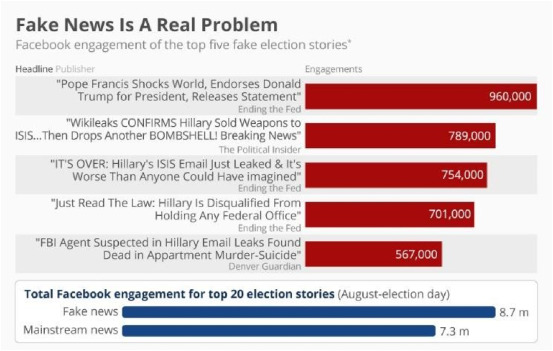 Fake News Is A Real Problem
Facebook engagement of the top five fake election stories*
Headline Publisher
Engagements
"Pope Francis Shocks World, Endorses Donald
Trump for President, Releases Statement"
Ending the Fed
960,000
"Wikileaks CONFIRMS Hillary Sold Weapons to
ISIS...Then Drops Another BOMBSHELL! Breaking News"
The Political Insider
789,000
"IT'S OVER: Hillary's ISIS Email Just Leaked & It's
Worse Than Anyone Could Have imagined"
Ending the Fed
754,000
"Just Read The Law: Hillary Is Disqualified From
Holding Any Federal Office"
Ending the Fed
701,000
"FBI Agent Suspected in Hillary Email Leaks Found
Dead in Appartment Murder-Suicide"
Denver Guardian
567,000
Total Facebook engagement for top 20 election stories (August-election day)
Fake news
8.7 m
Mainstream news
7.3 m